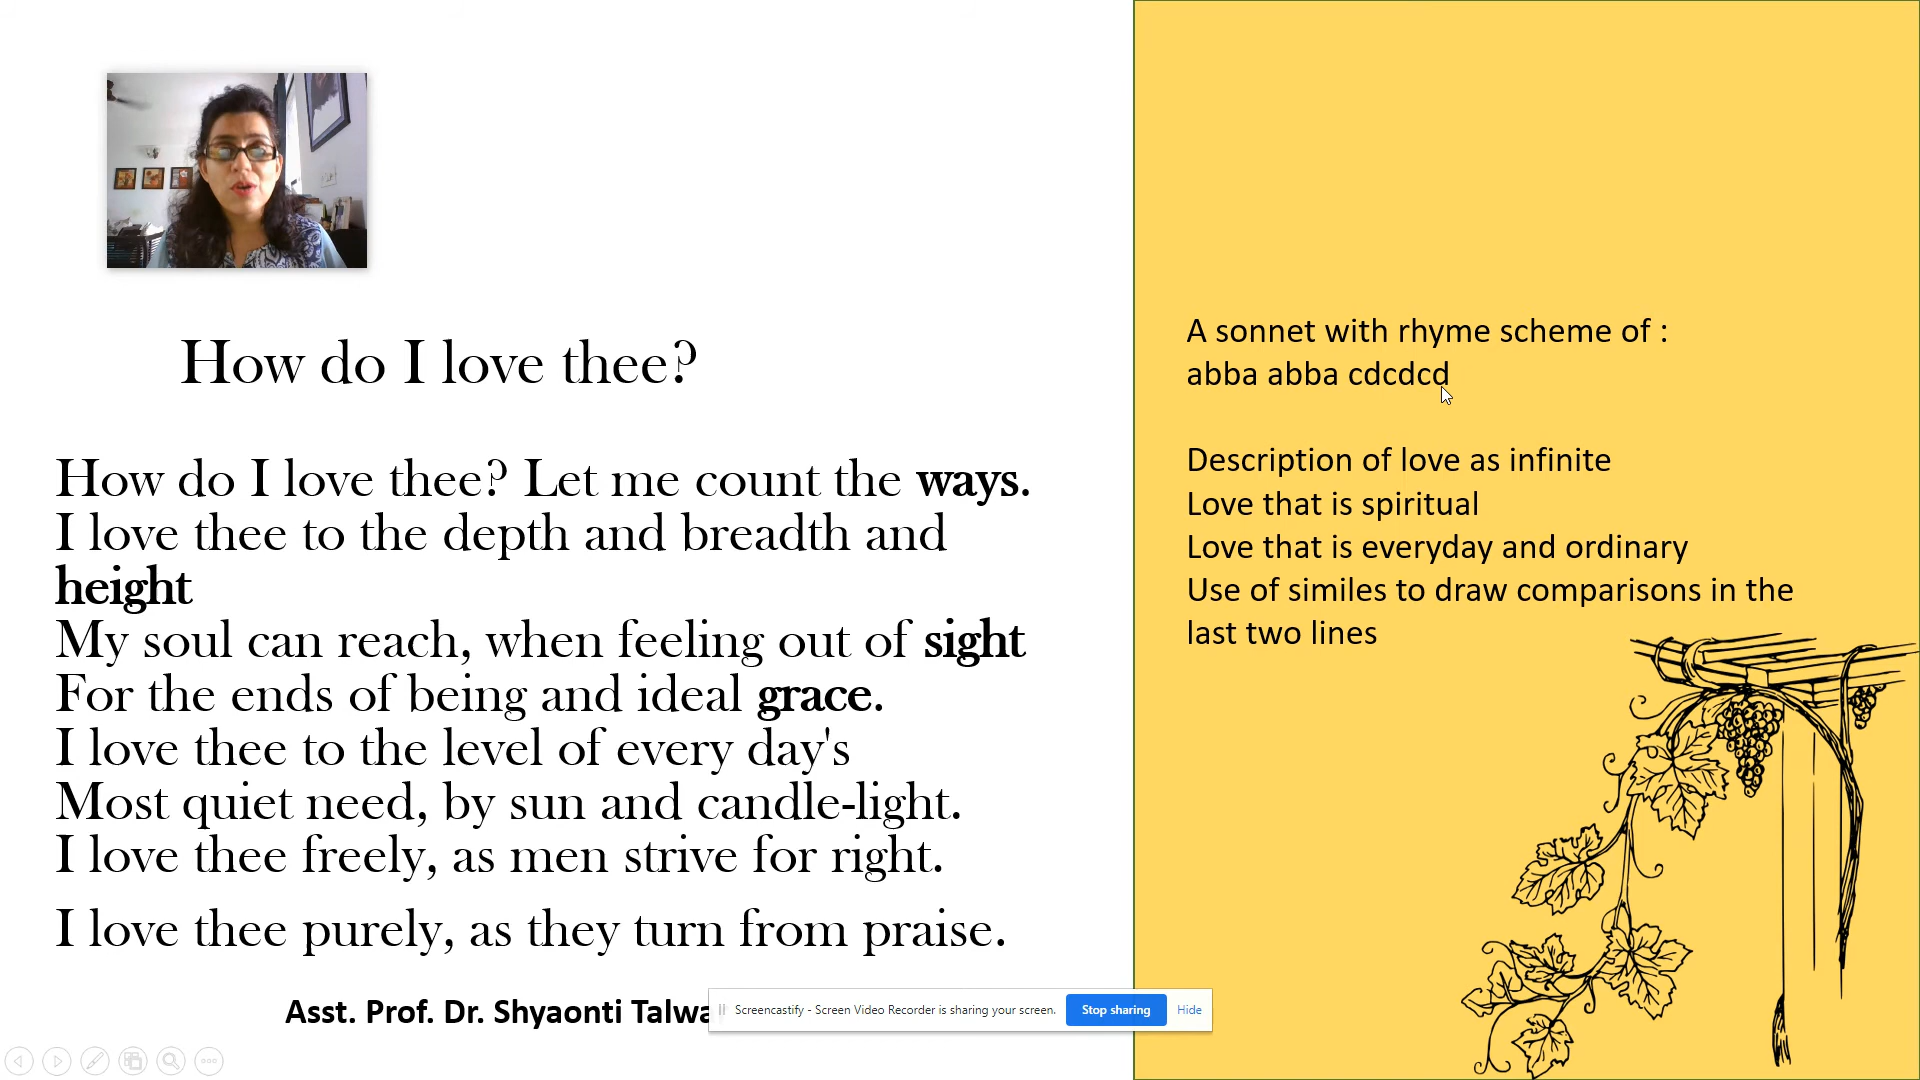 How do I love thee?
How do I love thee? Let me count the ways.
I love thee to the depth and breadth and
height
My soul can reach, when feeling out of sight
For the ends of being and ideal grace.
I love thee to the level of every day's
Most quiet need, by sun and candle-light.
I love thee freely, as men strive for right.
I love thee purely, as they turn from praise.
Asst. Prof. Dr. Shyaonti
A sonnet with rhyme scheme of :
abba abba cdcdcd
Description of love as infinite
Love that is spiritual
Love that is everyday and ordinary
Use of similes to draw comparisons in the
last two lines
Screencastify - Screen Video Recorder is sharing your screen.
Stop sharing
Hide